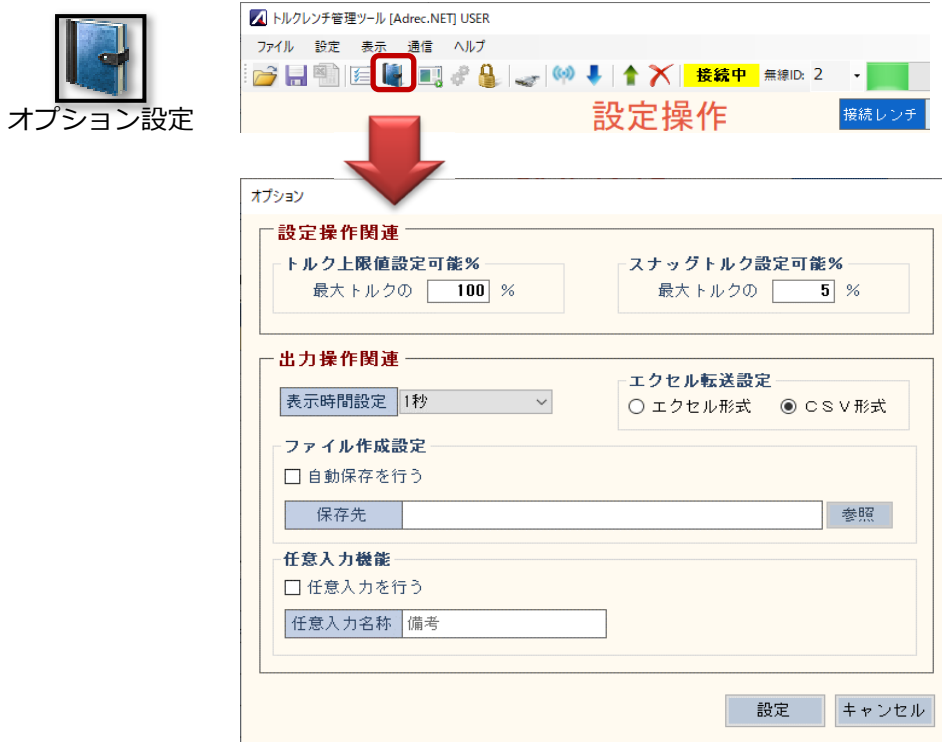 オプション設定
トルクレンチ管理ツール [Adrec.NET] USER
ファイル 設定 表示 通信 ヘルプ
接続中 無線ID: 2
設定操作
接続レンチ
オプション
設定操作関連
トルク上限値設定可能%
最大トルクの 100 %
スナッグトルク設定可能%
最大トルクの 5 %
出力操作関連
表示時間設定 1秒
エクセル転送設定
エクセル形式 CSV形式
ファイル作成設定
自動保存を行う
保存先 参照
任意入力機能
任意入力を行う
任意入力名称 備考
設定 キャンセル